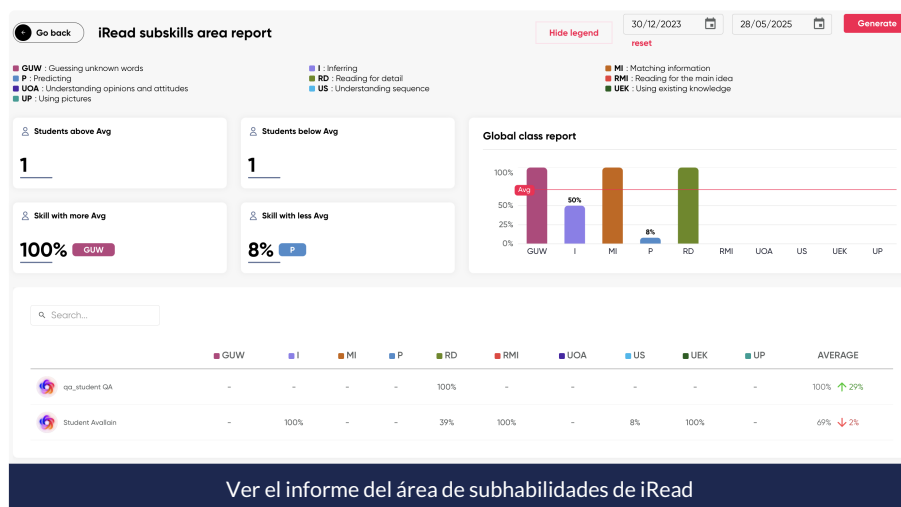 Go back
iRead subskills area report
Hide legend
30/12/2023
28/05/2025
Generate
reset
GUW : Guessing unknown words
I : Inferring
MI : Matching information
P : Predicting
RD : Reading for detail
RMI : Reading for the main idea
UOA : Understanding opinions and attitudes
US : Understanding sequence
UEK : Using existing knowledge
UP : Using pictures
Students above Avg
1
Students below Avg
1
Skill with more Avg
100% GUW
Skill with less Avg
8% P
Global class report
100%
Avg
50%
25%
0%
50%
8%
GUW I MI P RD RMI UOA US UEK UP
Search...
GUW I MI P RD RMI UOA US UEK UP AVERAGE
qa_student QA - - - - 100% - - - - - 100% 29%
Student Avallain - 100% - - 39% 100% - 8% 100% - 69% 2%
Ver el informe del área de subhabilidades de iRead